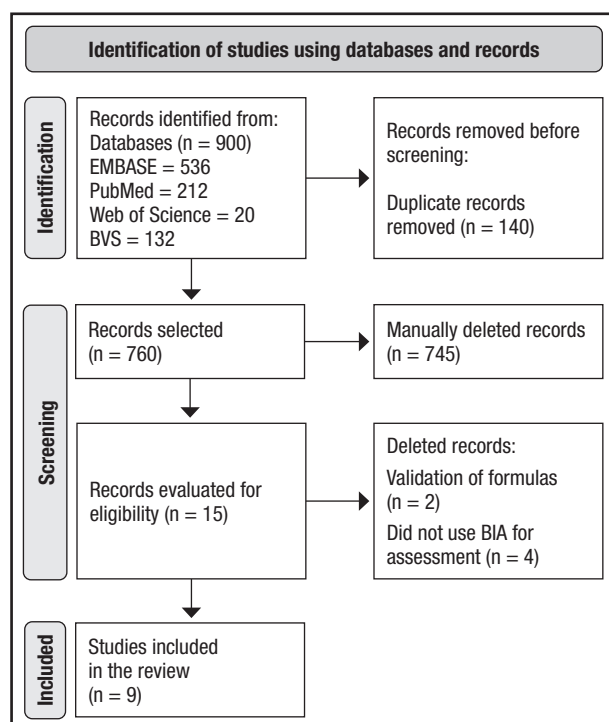 Identification of studies using databases and records
Identification
Records identified from:
Databases (n = 900)
EMBASE = 536
PubMed = 212
Web of Science = 20
BVS = 132
Records removed before
screening:
Duplicate records
removed (n = 140)
Screening
Records selected
(n = 760)
Manually deleted records
(n = 745)
Records evaluated for
eligibility (n = 15)
Deleted records:
Validation of formulas
(n = 2)
Did not use BIA for
assessment (n = 4)
Included
Studies included
in the review
(n = 9)